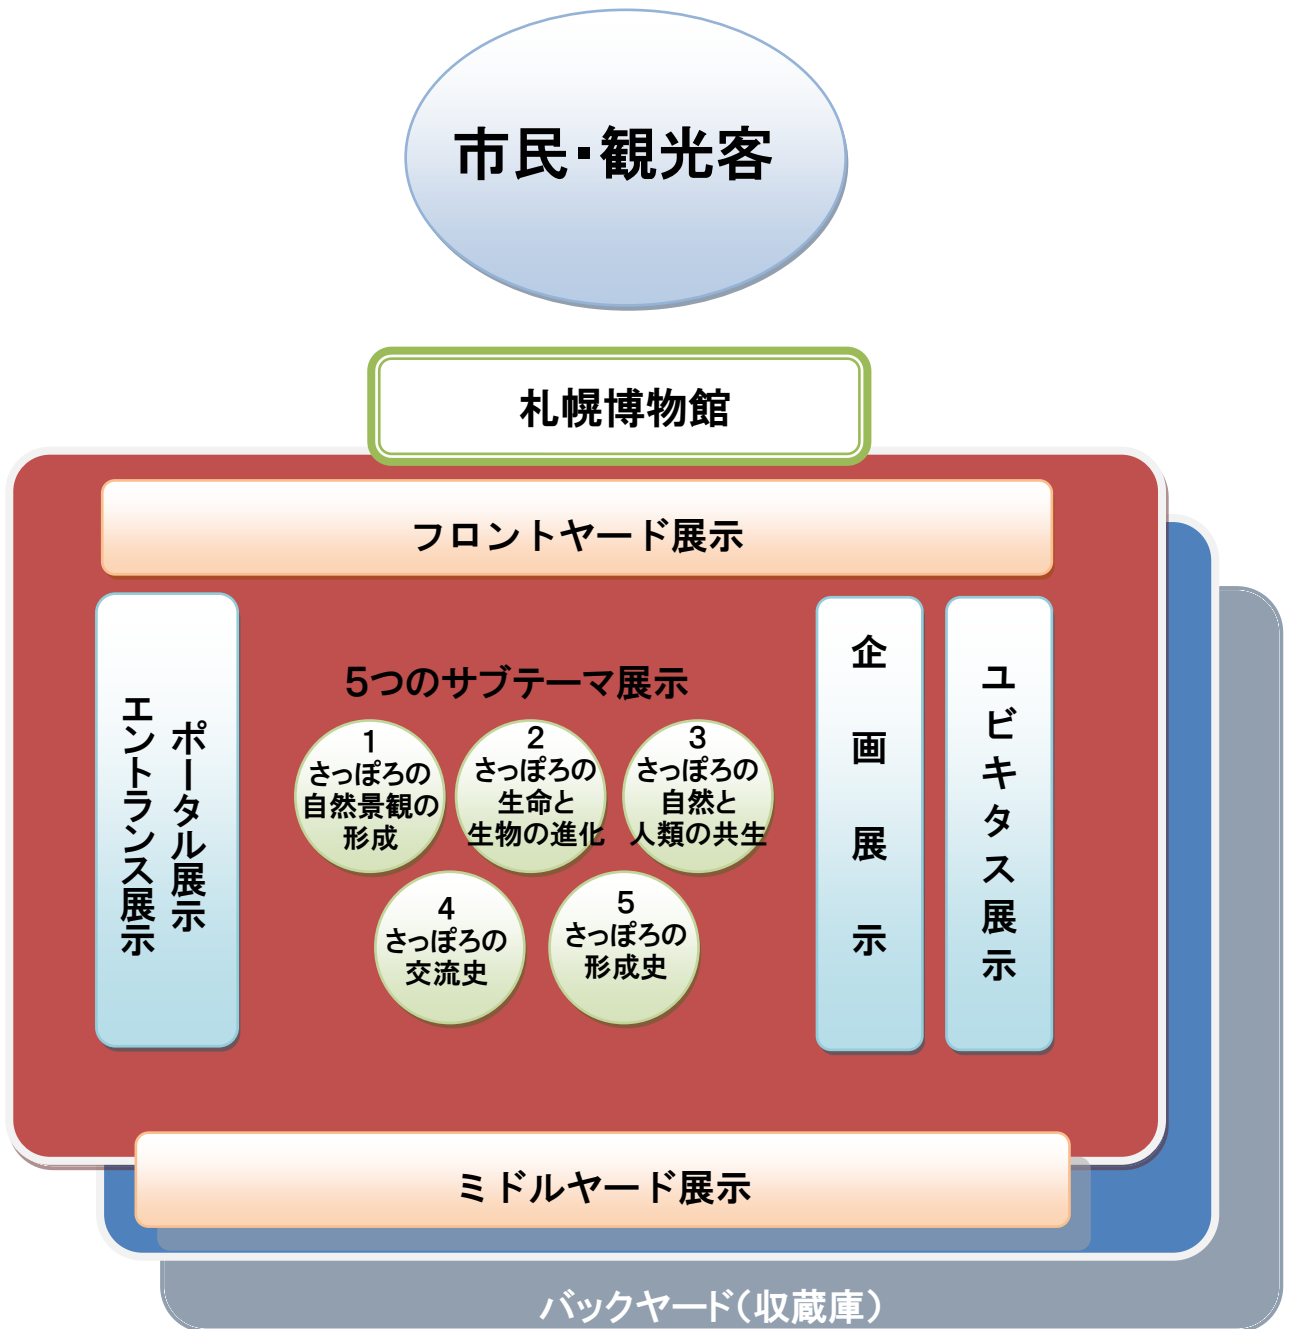 市民・観光客
札幌博物館
フロントヤード展示
ポータル展示
エントランス展示
5つのサブテーマ展示
1
さっぽろの
自然景観の
形成
2
さっぽろの
生命と
生物の進化
3
さっぽろの
自然と
人類の共生
4
さっぽろの
交流史
5
さっぽろの
形成史
企画展示
ユビキタス展示
ミドルヤード展示
バックヤード(収蔵庫)